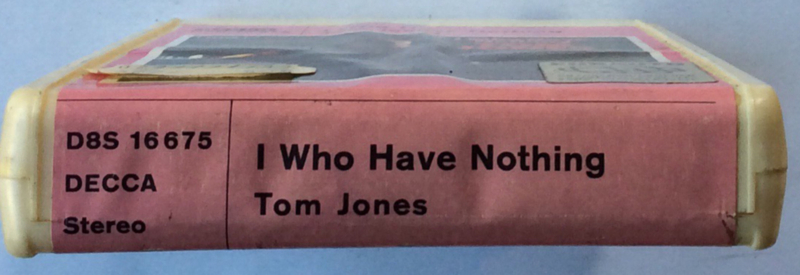 D8S 16675
DECCA
Stereo
I Who Have Nothing
Tom Jones